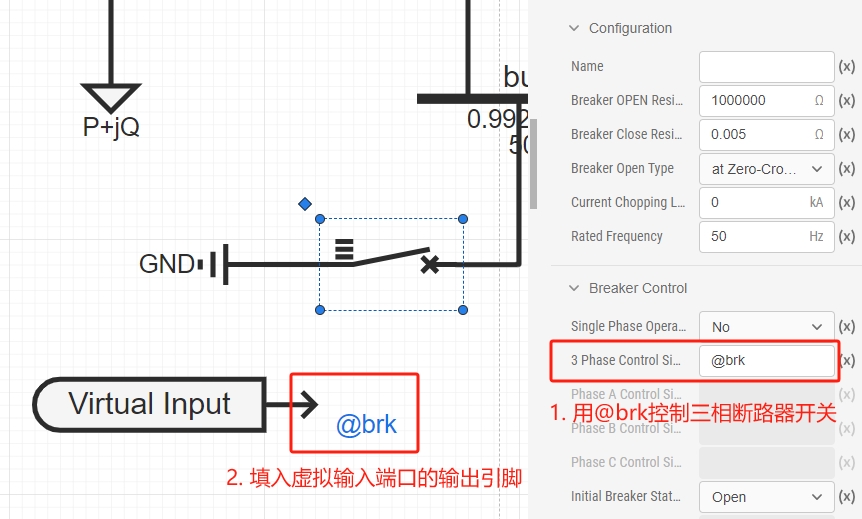 P+jQ
bu
0.992
50
GND
Virtual Input
@brk
2. 填入虚拟输入端口的输出引脚
Configuration
Name (x)
Breaker OPEN Resi... 1000000 Ω (x)
Breaker Close Resi... 0.005 Ω (x)
Breaker Open Type at Zero-Cro... (x)
Current Chopping L... 0 kA (x)
Rated Frequency 50 Hz (x)
Breaker Control
Single Phase Opera... No (x)
3 Phase Control Si... @brk (x)
Phase A Control Si... (x)
1. 用@brk控制三相断路器开关
Phase B Control Si... (x)
Phase C Control Si... (x)
Initial Breaker Stat... Open (x)